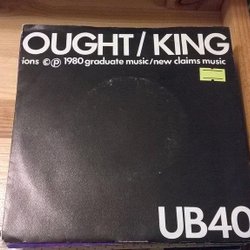 OUGHT/KING
ions ©℗ 1980 graduate music/new claims music
UB40